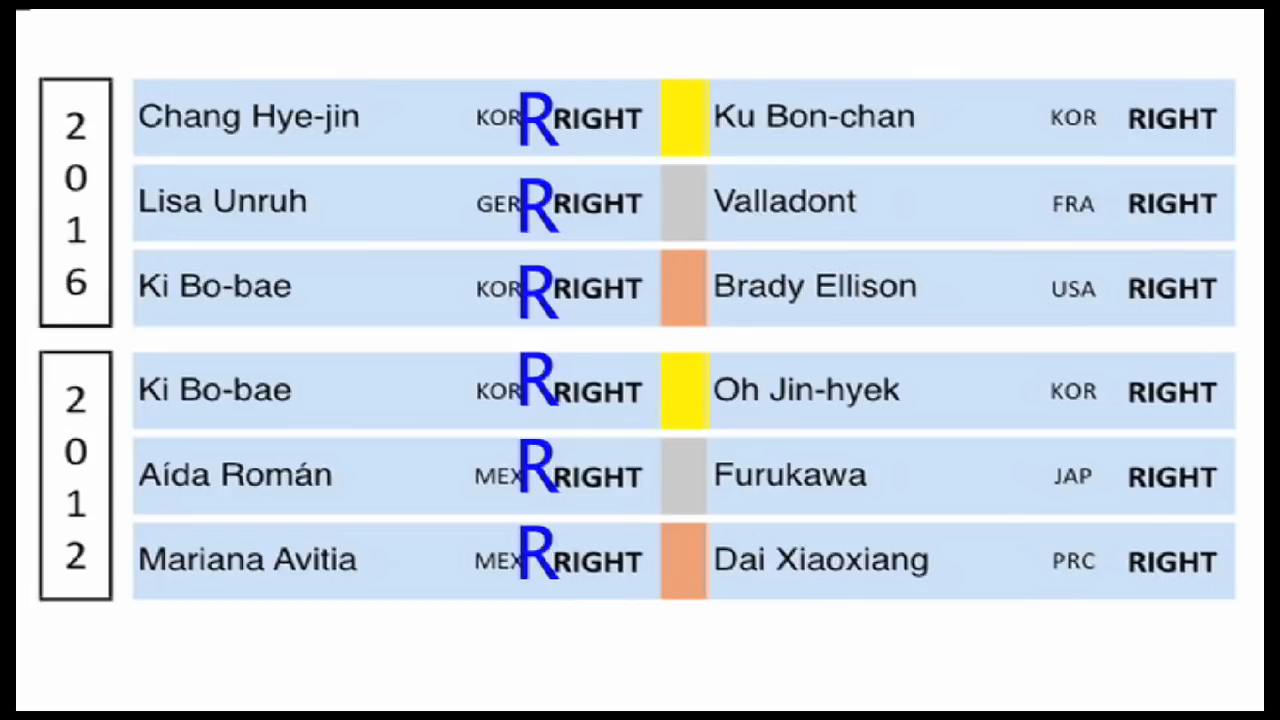 2016
Chang Hye-jin KOR R RIGHT Ku Bon-chan KOR RIGHT
Lisa Unruh GER R RIGHT Valladont FRA RIGHT
Ki Bo-bae KOR R RIGHT Brady Ellison USA RIGHT
2012
Ki Bo-bae KOR R RIGHT Oh Jin-hyek KOR RIGHT
Aída Román MEX R RIGHT Furukawa JAP RIGHT
Mariana Avitia MEX R RIGHT Dai Xiaoxiang PRC RIGHT